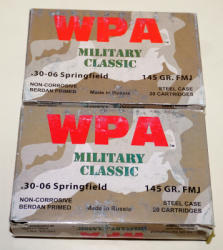 WPA
MILITARY
CLASSIC
.30-06 Springfield 145 GR. FMJ
NON-CORROSIVE Made in Russia STEEL CASE
BERDAN PRIMED 20 CARTRIDGES
WPA
MILITARY
CLASSIC
.30-06 Springfield 145 GR. FMJ
NON-CORROSIVE Made in Russia STEEL CASE
BERDAN PRIMED 20 CARTRIDGES